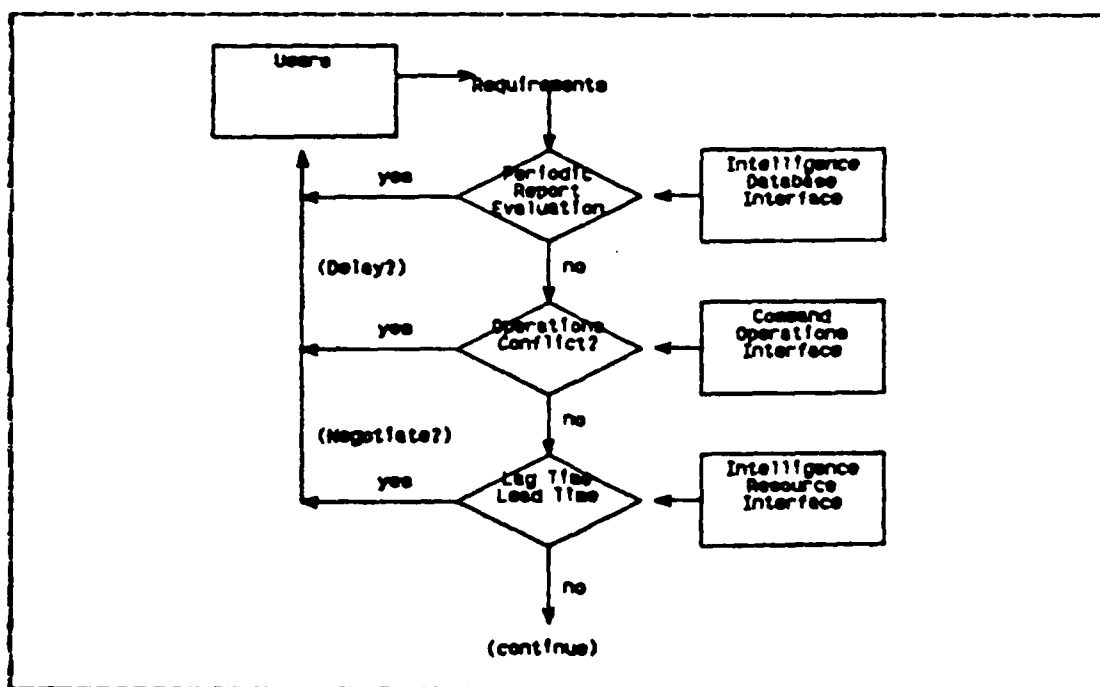 Users
Requirements
yes
Periodic
Report
Evaluation
Intelligence
Database
Interface
no
(Delay?)
yes
Operations
Conflict?
Command
Operations
Interface
no
(Negotiate?)
yes
Lag Time
Lead Time
Intelligence
Resource
Interface
no
(continue)